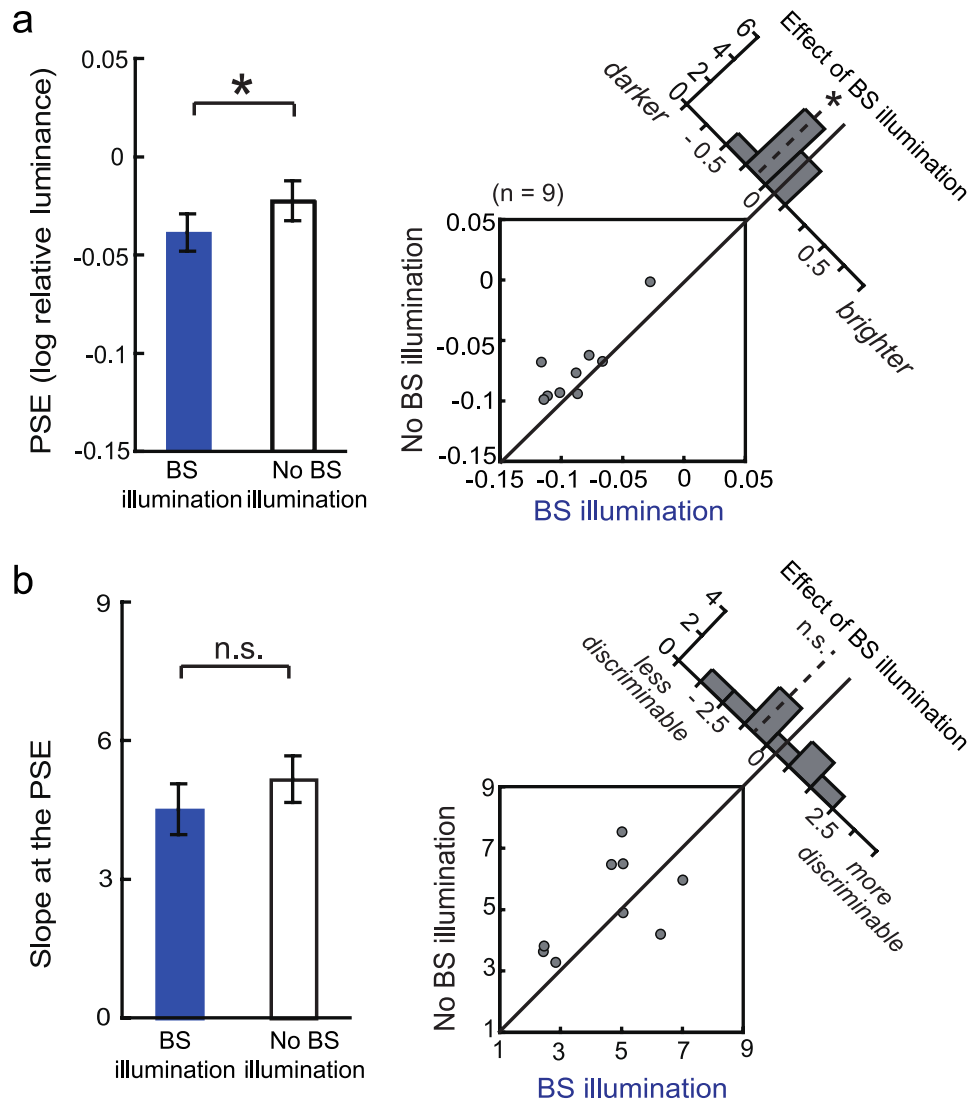 a
PSE (log relative luminance)
0.05
0
-0.05
-0.1
-0.15
*
BS
illumination
No BS
illumination
(n = 9)
No BS illumination
0.05
0
-0.05
-0.1
-0.15
-0.15
-0.1
-0.05
0
0.05
BS illumination
6
4
2
0
darker
- 0.5
0
0.5
brighter
*
Effect of BS illumination
b
Slope at the PSE
9
6
3
0
n.s.
BS
illumination
No BS
illumination
No BS illumination
9
7
5
3
1
1
3
5
7
9
BS illumination
4
2
0
less
discriminable
- 2.5
0
2.5
more
discriminable
n.s.
Effect of BS illumination